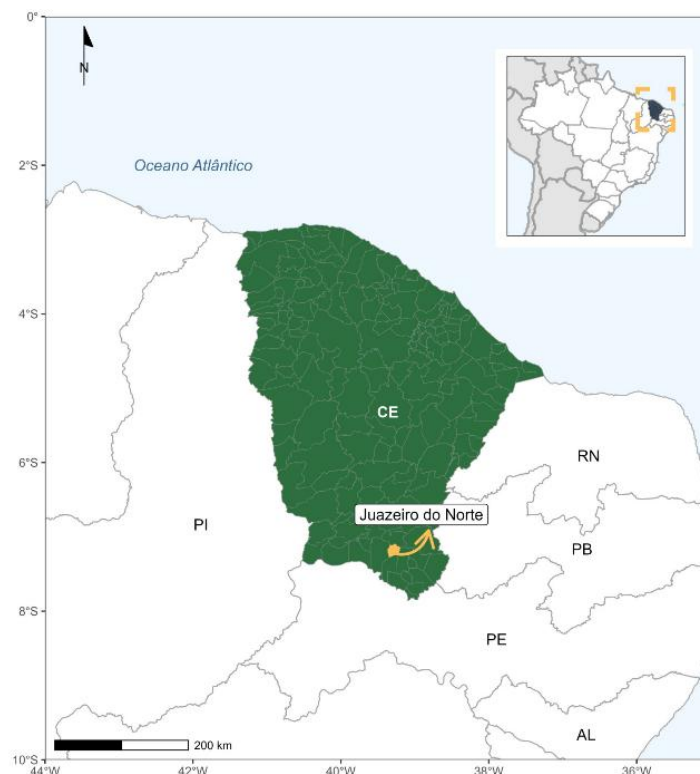 0°
N
Oceano Atlântico
2°S
4°S
CE
6°S
RN
Juazeiro do Norte
PI
PB
8°S
PE
AL
200 km
10°S
44°W
42°W
40°W
38°W
36°W